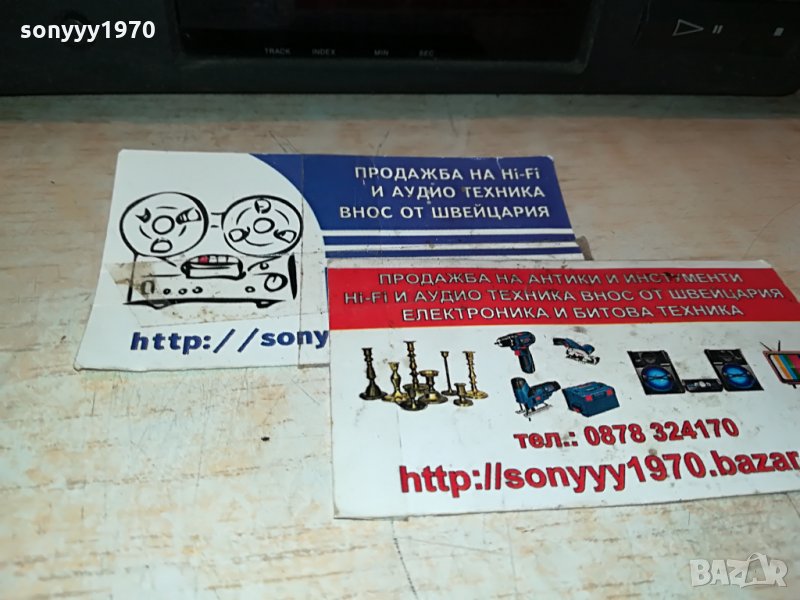 sonyyy1970
TRACK INDEX MIN SEC
ПРОДАЖБА НА Hi-Fi
И АУДИО ТЕХНИКА
ВНОС ОТ ШВЕЙЦАРИЯ
http://sony
ПРОДАЖБА НА АНТИКИ И ИНСТРУМЕНТИ
Hi-Fi И АУДИО ТЕХНИКА ВНОС ОТ ШВЕЙЦАРИЯ
ЕЛЕКТРОНИКА И БИТОВА ТЕХНИКА
тел.: 0878 324170
http://sonyyy1970.bazar
BAZAR